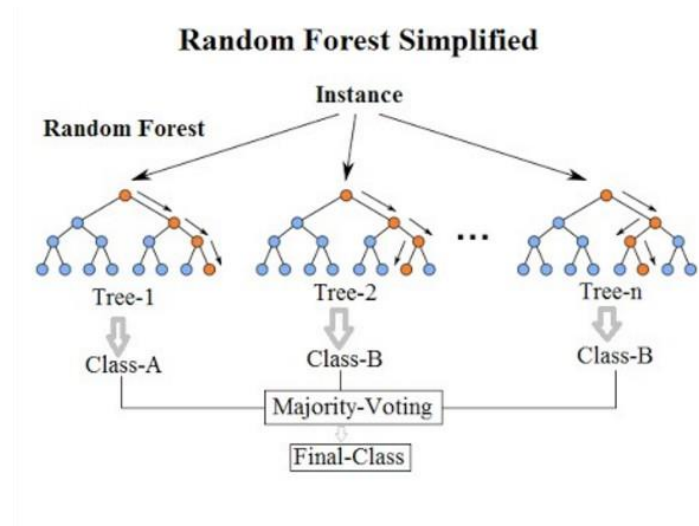 Random Forest Simplified
Instance
Random Forest
...
Tree-1
Tree-2
Tree-n
Class-A
Class-B
Class-B
Majority-Voting
Final-Class